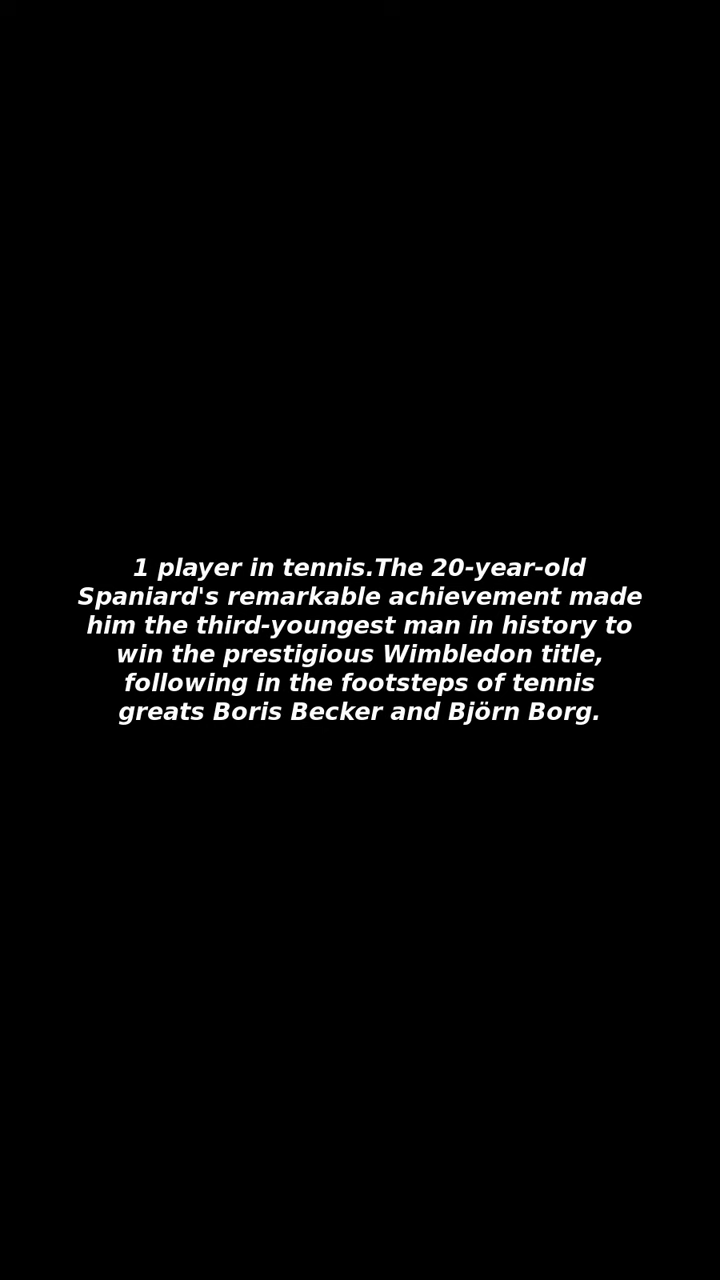 1 player in tennis.The 20-year-old
Spaniard's remarkable achievement made
him the third-youngest man in history to
win the prestigious Wimbledon title,
following in the footsteps of tennis
greats Boris Becker and Björn Borg.